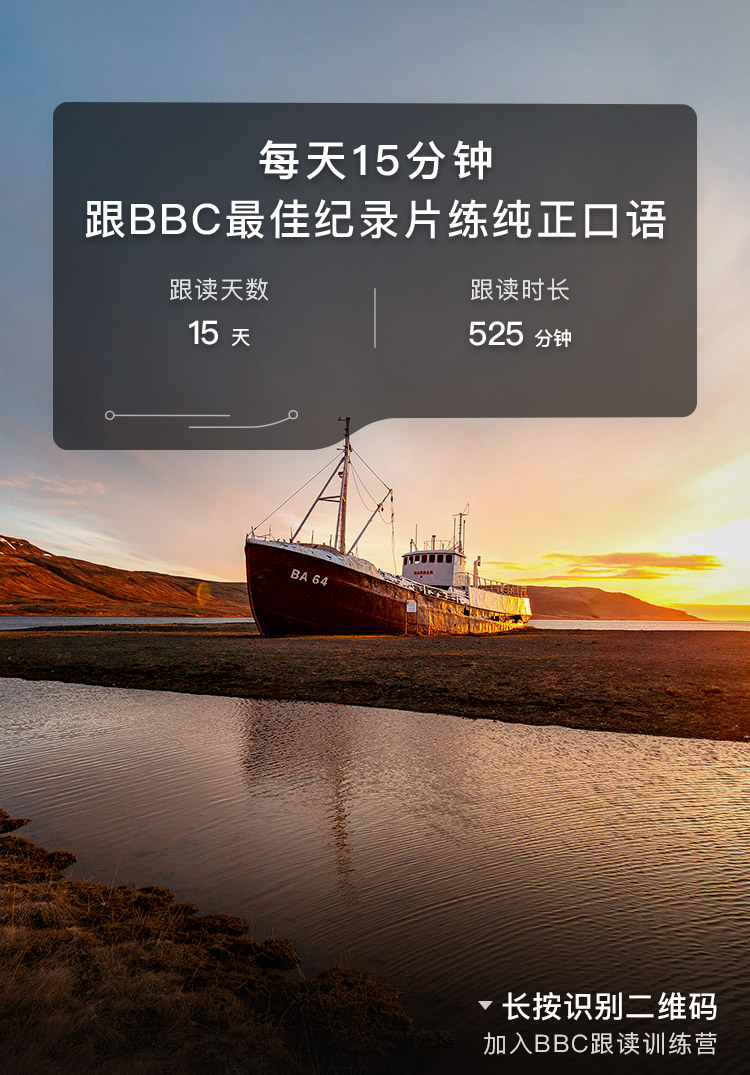 每天15分钟
跟BBC最佳纪录片练纯正口语
跟读天数
15 天
跟读时长
525 分钟
BA 64
长按识别二维码
加入BBC跟读训练营